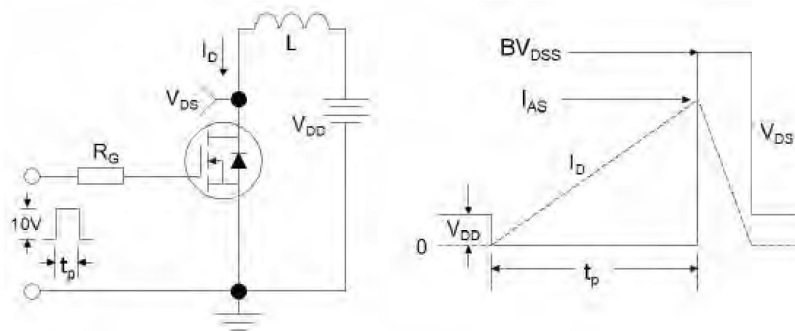 I_D
L
V_DS
V_DD
R_G
10V
t_p
BV_DSS
I_AS
V_DS
I_D
V_DD
0
t_p